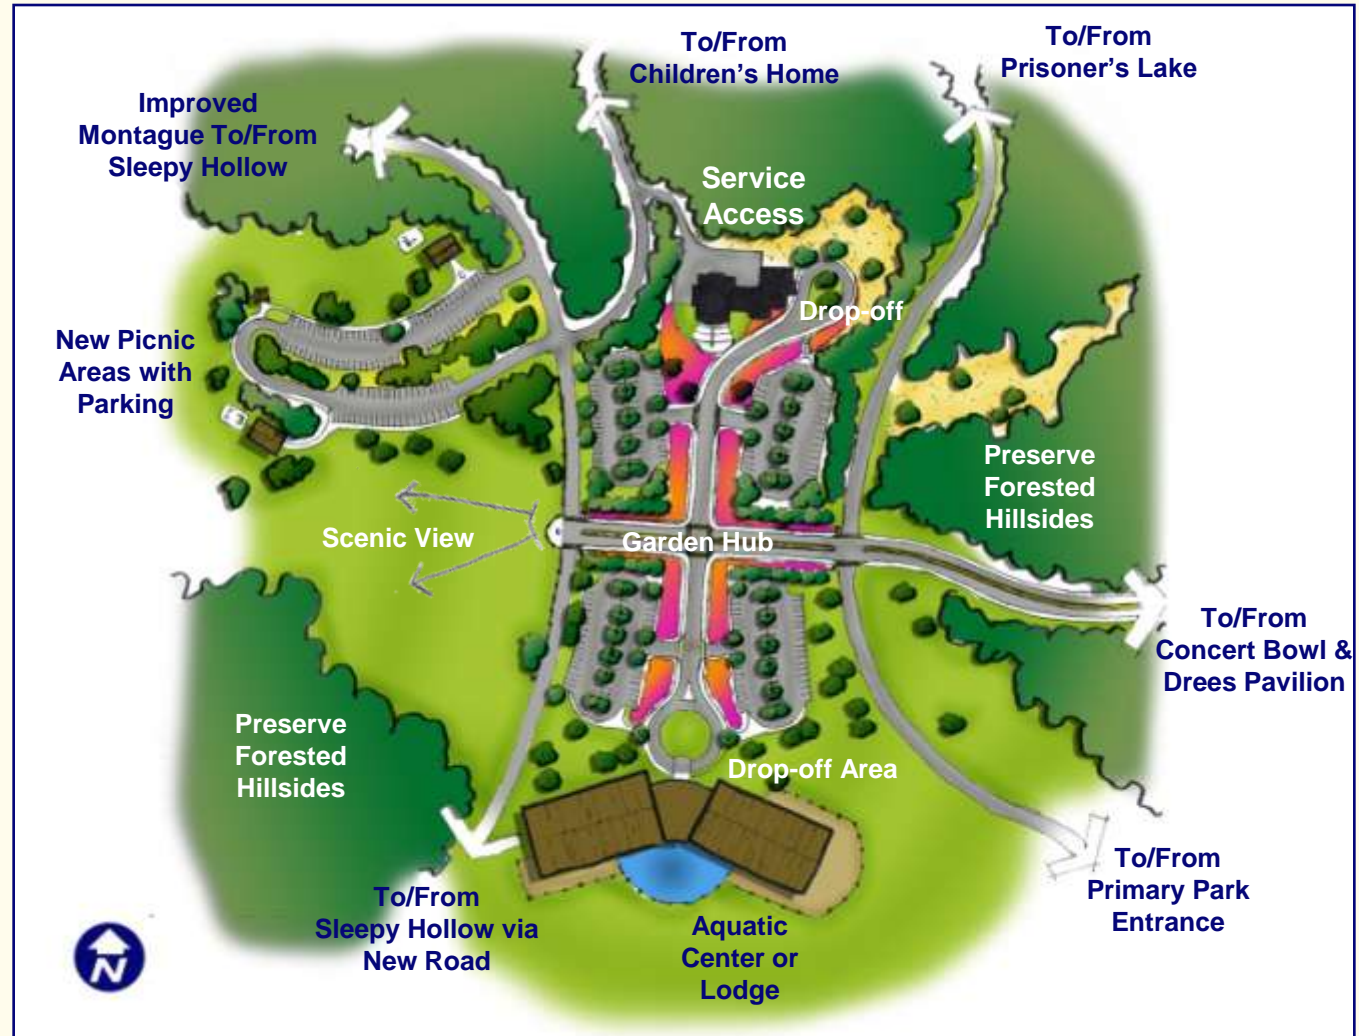 To/From
Children's Home
To/From
Prisoner's Lake
Improved
Montague To/From
Sleepy Hollow
Service
Access
Drop-off
New Picnic
Areas with
Parking
Preserve
Forested
Hillsides
Scenic View
Garden Hub
To/From
Concert Bowl &
Drees Pavilion
Preserve
Forested
Hillsides
Drop-off Area
To/From
Primary Park
Entrance
To/From
Sleepy Hollow via
New Road
Aquatic
Center or
Lodge
N